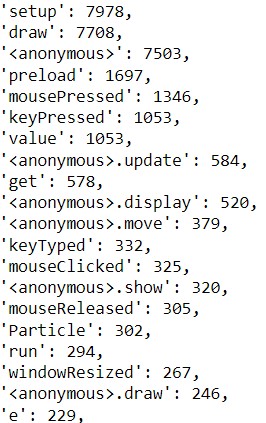 'setup': 7978,
'draw': 7708,
'<anonymous>': 7503,
'preload': 1697,
'mousePressed': 1346,
'keyPressed': 1053,
'value': 1053,
'<anonymous>.update': 584,
'get': 578,
'<anonymous>.display': 520,
'<anonymous>.move': 379,
'keyTyped': 332,
'mouseClicked': 325,
'<anonymous>.show': 320,
'mouseReleased': 305,
'Particle': 302,
'run': 294,
'windowResized': 267,
'<anonymous>.draw': 246,
'e': 229,